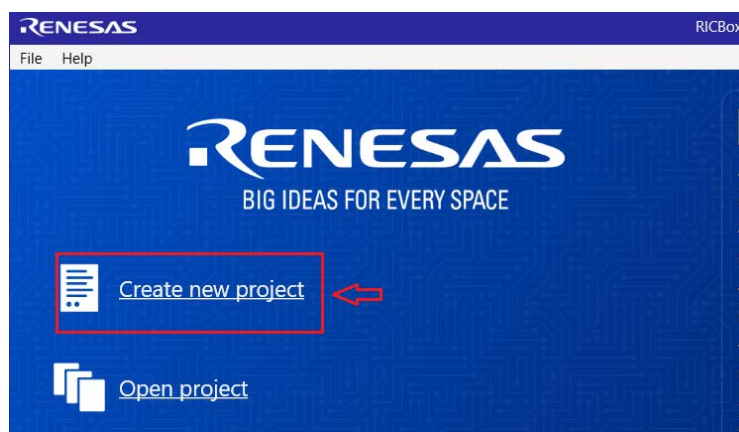 RENESAS
RICBox
File Help
RENESAS
BIG IDEAS FOR EVERY SPACE
Create new project
Open project